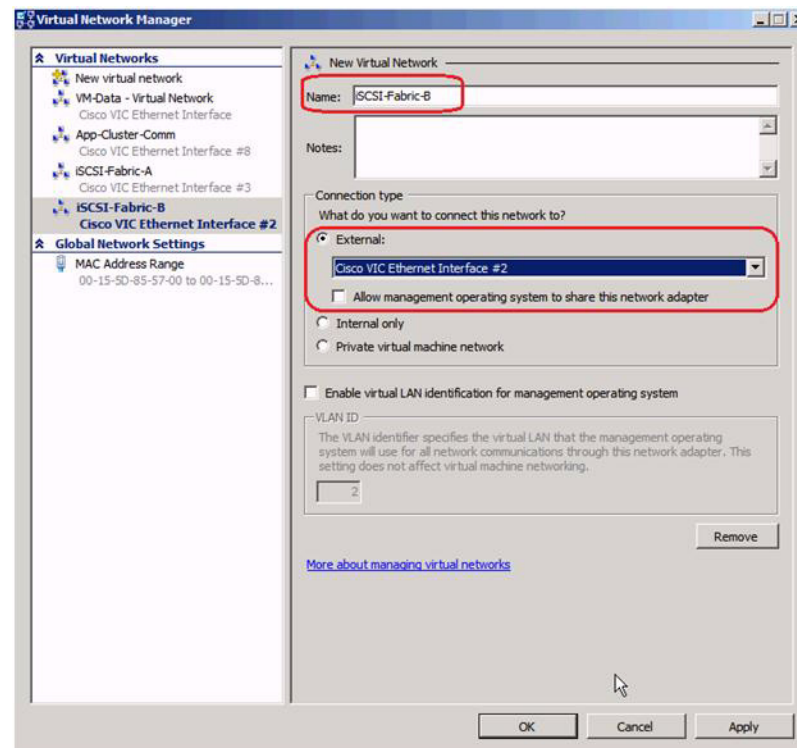 Virtual Network Manager
Virtual Networks
New virtual network
VM-Data - Virtual Network
Cisco VIC Ethernet Interface
App-Cluster-Comm
Cisco VIC Ethernet Interface #8
iSCSI-Fabric-A
Cisco VIC Ethernet Interface #3
iSCSI-Fabric-B
Cisco VIC Ethernet Interface #2
Global Network Settings
MAC Address Range
00-15-5D-85-57-00 to 00-15-5D-8...
New Virtual Network
Name: iSCSI-Fabric-B
Notes:
Connection type
What do you want to connect this network to?
External:
Cisco VIC Ethernet Interface #2
Allow management operating system to share this network adapter
Internal only
Private virtual machine network
Enable virtual LAN identification for management operating system
VLAN ID
The VLAN identifier specifies the virtual LAN that the management operating
system will use for all network communications through this network adapter. This
setting does not affect virtual machine networking.
2
Remove
More about managing virtual networks
OK Cancel Apply